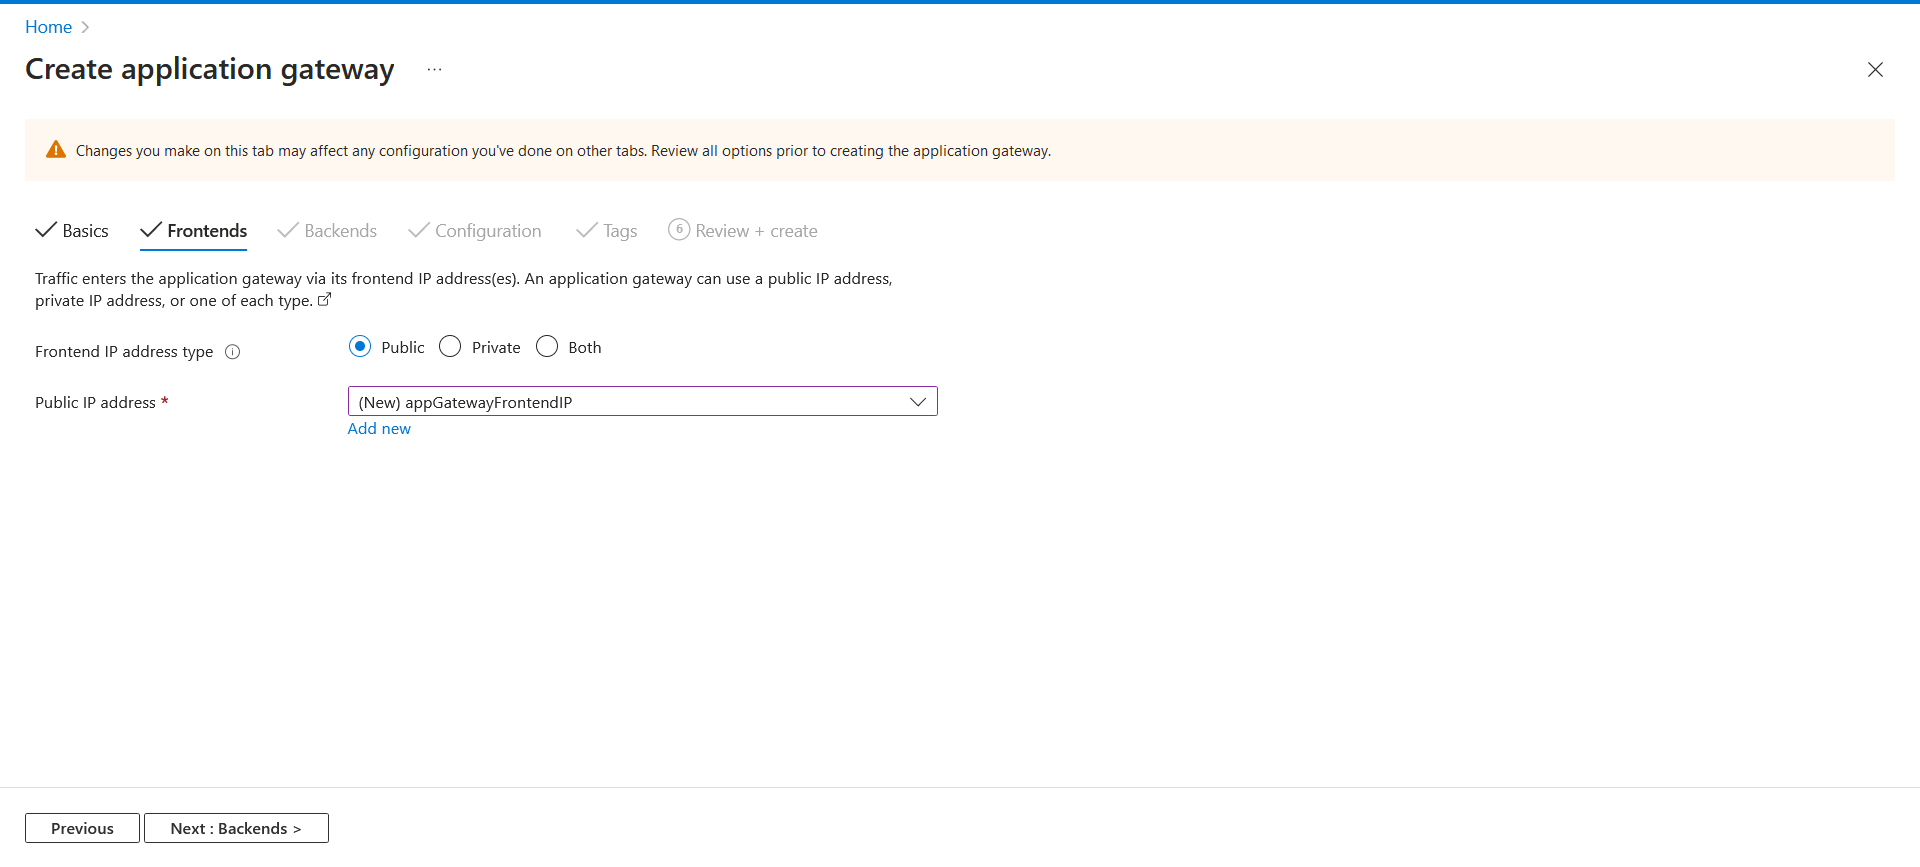 Home
Create application gateway ...
Changes you make on this tab may affect any configuration you've done on other tabs. Review all options prior to creating the application gateway.
Basics Frontends Backends Configuration Tags 6 Review + create
Traffic enters the application gateway via its frontend IP address(es). An application gateway can use a public IP address,
private IP address, or one of each type.
Frontend IP address type Public Private Both
Public IP address * (New) appGatewayFrontendIP
Add new
Previous Next : Backends >